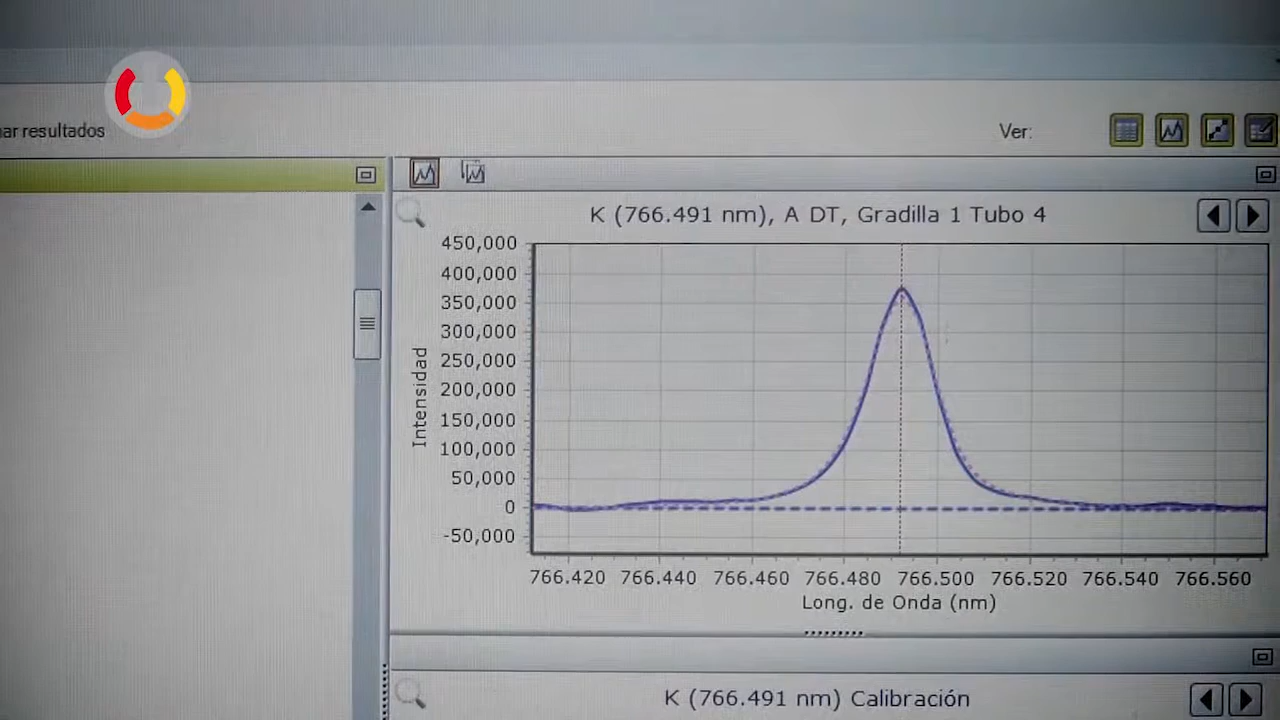 ar resultados
Ver:
K (766.491 nm), A DT, Gradilla 1 Tubo 4
450,000
400,000
350,000
300,000
250,000
200,000
150,000
100,000
50,000
0
-50,000
Intensidad
766.420 766.440 766.460 766.480 766.500 766.520 766.540 766.560
Long. de Onda (nm)
K (766.491 nm) Calibración